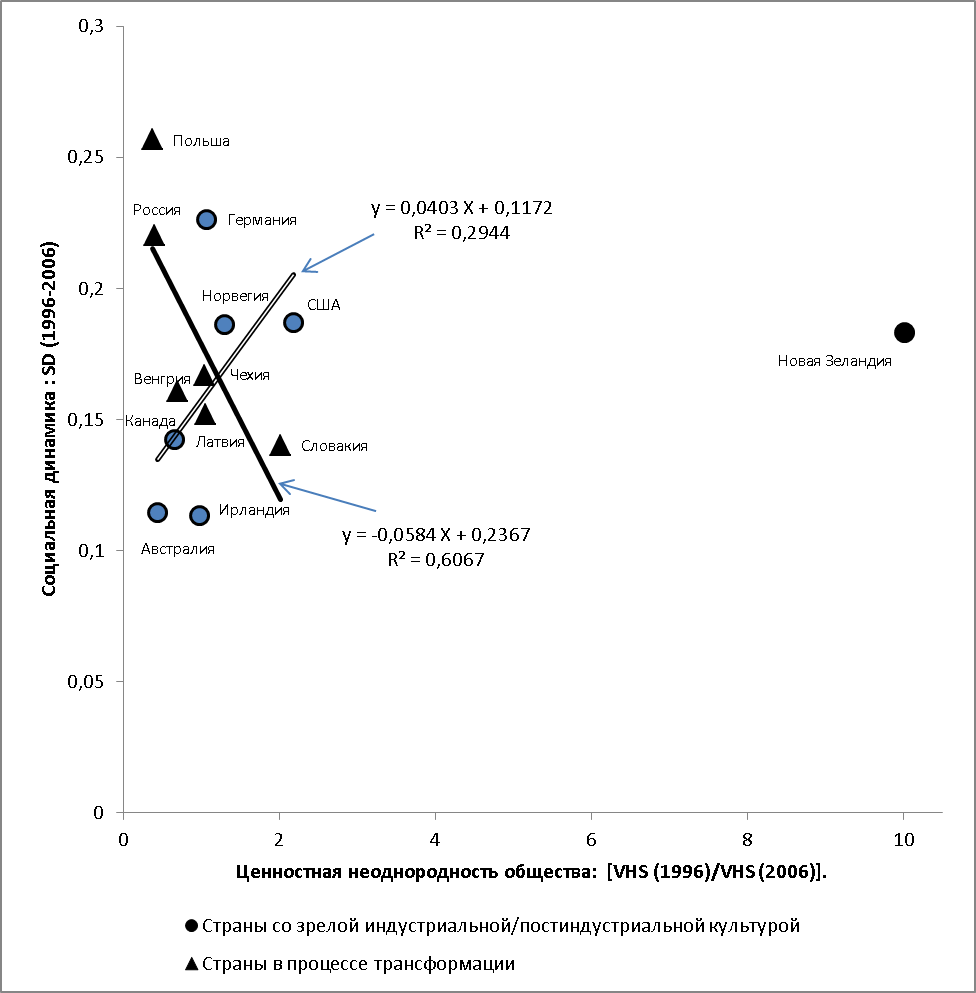 0,3
0,25
0,2
0,15
0,1
0,05
0
Социальная динамика : SD (1996-2006)
Польша
Россия
Германия
y = 0,0403 X + 0,1172
R² = 0,2944
Норвегия
США
Новая Зеландия
Венгрия
Чехия
Канада
Латвия
Словакия
Ирландия
Австралия
y = -0,0584 X + 0,2367
R² = 0,6067
0 2 4 6 8 10
Ценностная неоднородность общества: [VHS (1996)/VHS (2006)].
Страны со зрелой индустриальной/постиндустриальной культурой
Страны в процессе трансформации